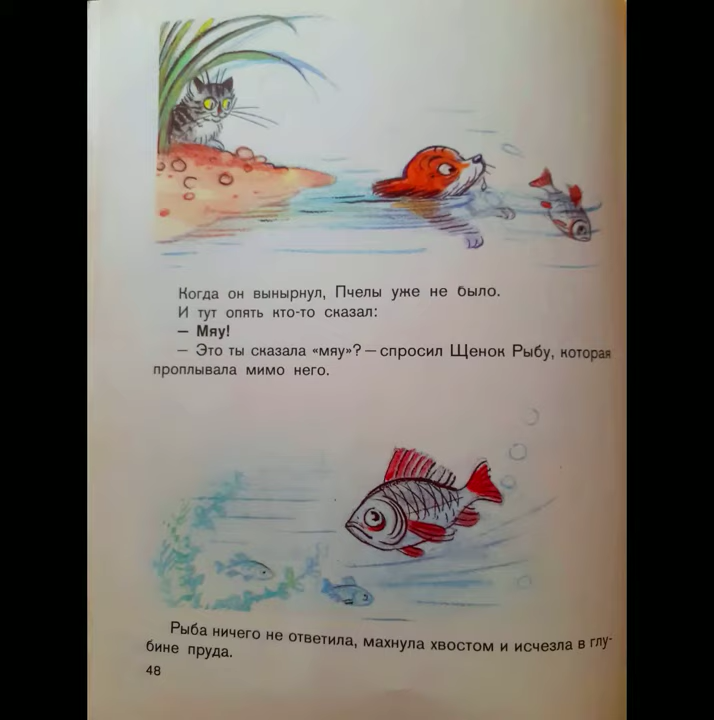 Когда он вынырнул, Пчелы уже не было.
И тут опять кто-то сказал:
— Мяу!
— Это ты сказала «мяу»? — спросил Щенок Рыбу, которая
проплывала мимо него.
Рыба ничего не ответила, махнула хвостом и исчезла в глу-
бине пруда.
48